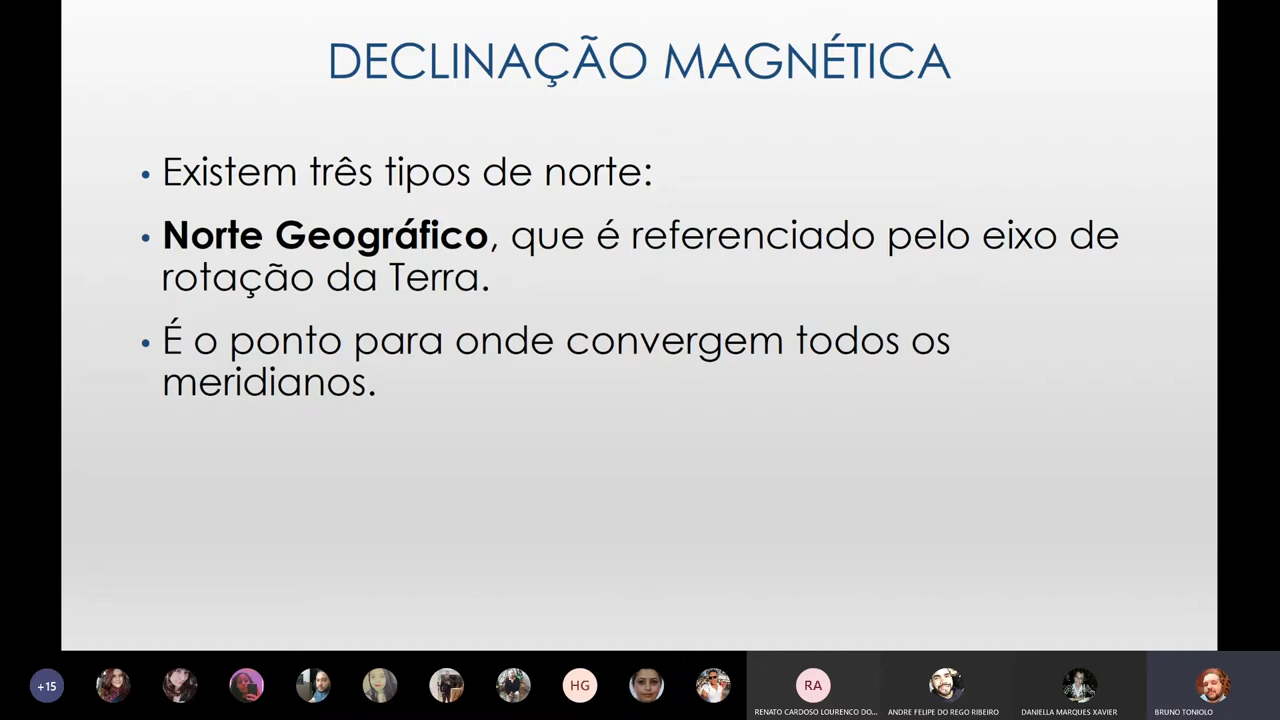 DECLINAÇÃO MAGNÉTICA
• Existem três tipos de norte:
• Norte Geográfico, que é referenciado pelo eixo de
rotação da Terra.
• É o ponto para onde convergem todos os
meridianos.
+15
HG
RA
RENATO CARDOSO LOURENCO DO...
ANDRE FELIPE DO REGO RIBEIRO
DANIELLA MARQUES XAVIER
BRUNO TONIOLO